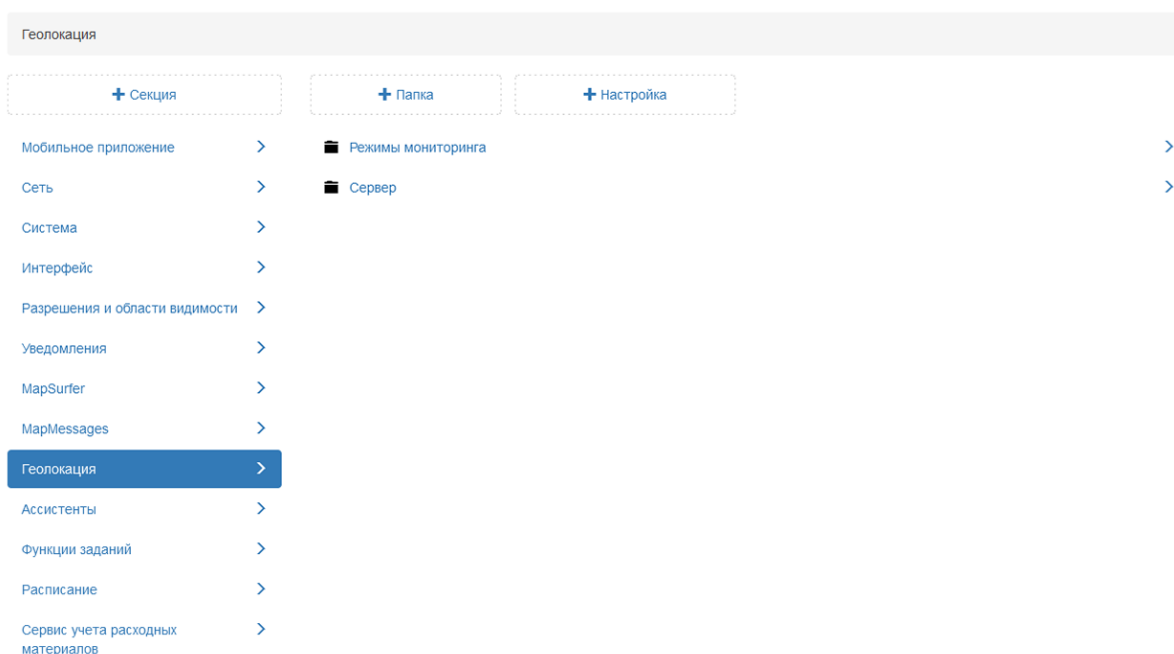 Геолокация
Секция
Папка
Настройка
Мобильное приложение
Сеть
Система
Интерфейс
Разрешения и области видимости
Уведомления
MapSurfer
MapMessages
Геолокация
Ассистенты
Функции заданий
Расписание
Сервис учета расходных
материалов
Режимы мониторинга
Сервер